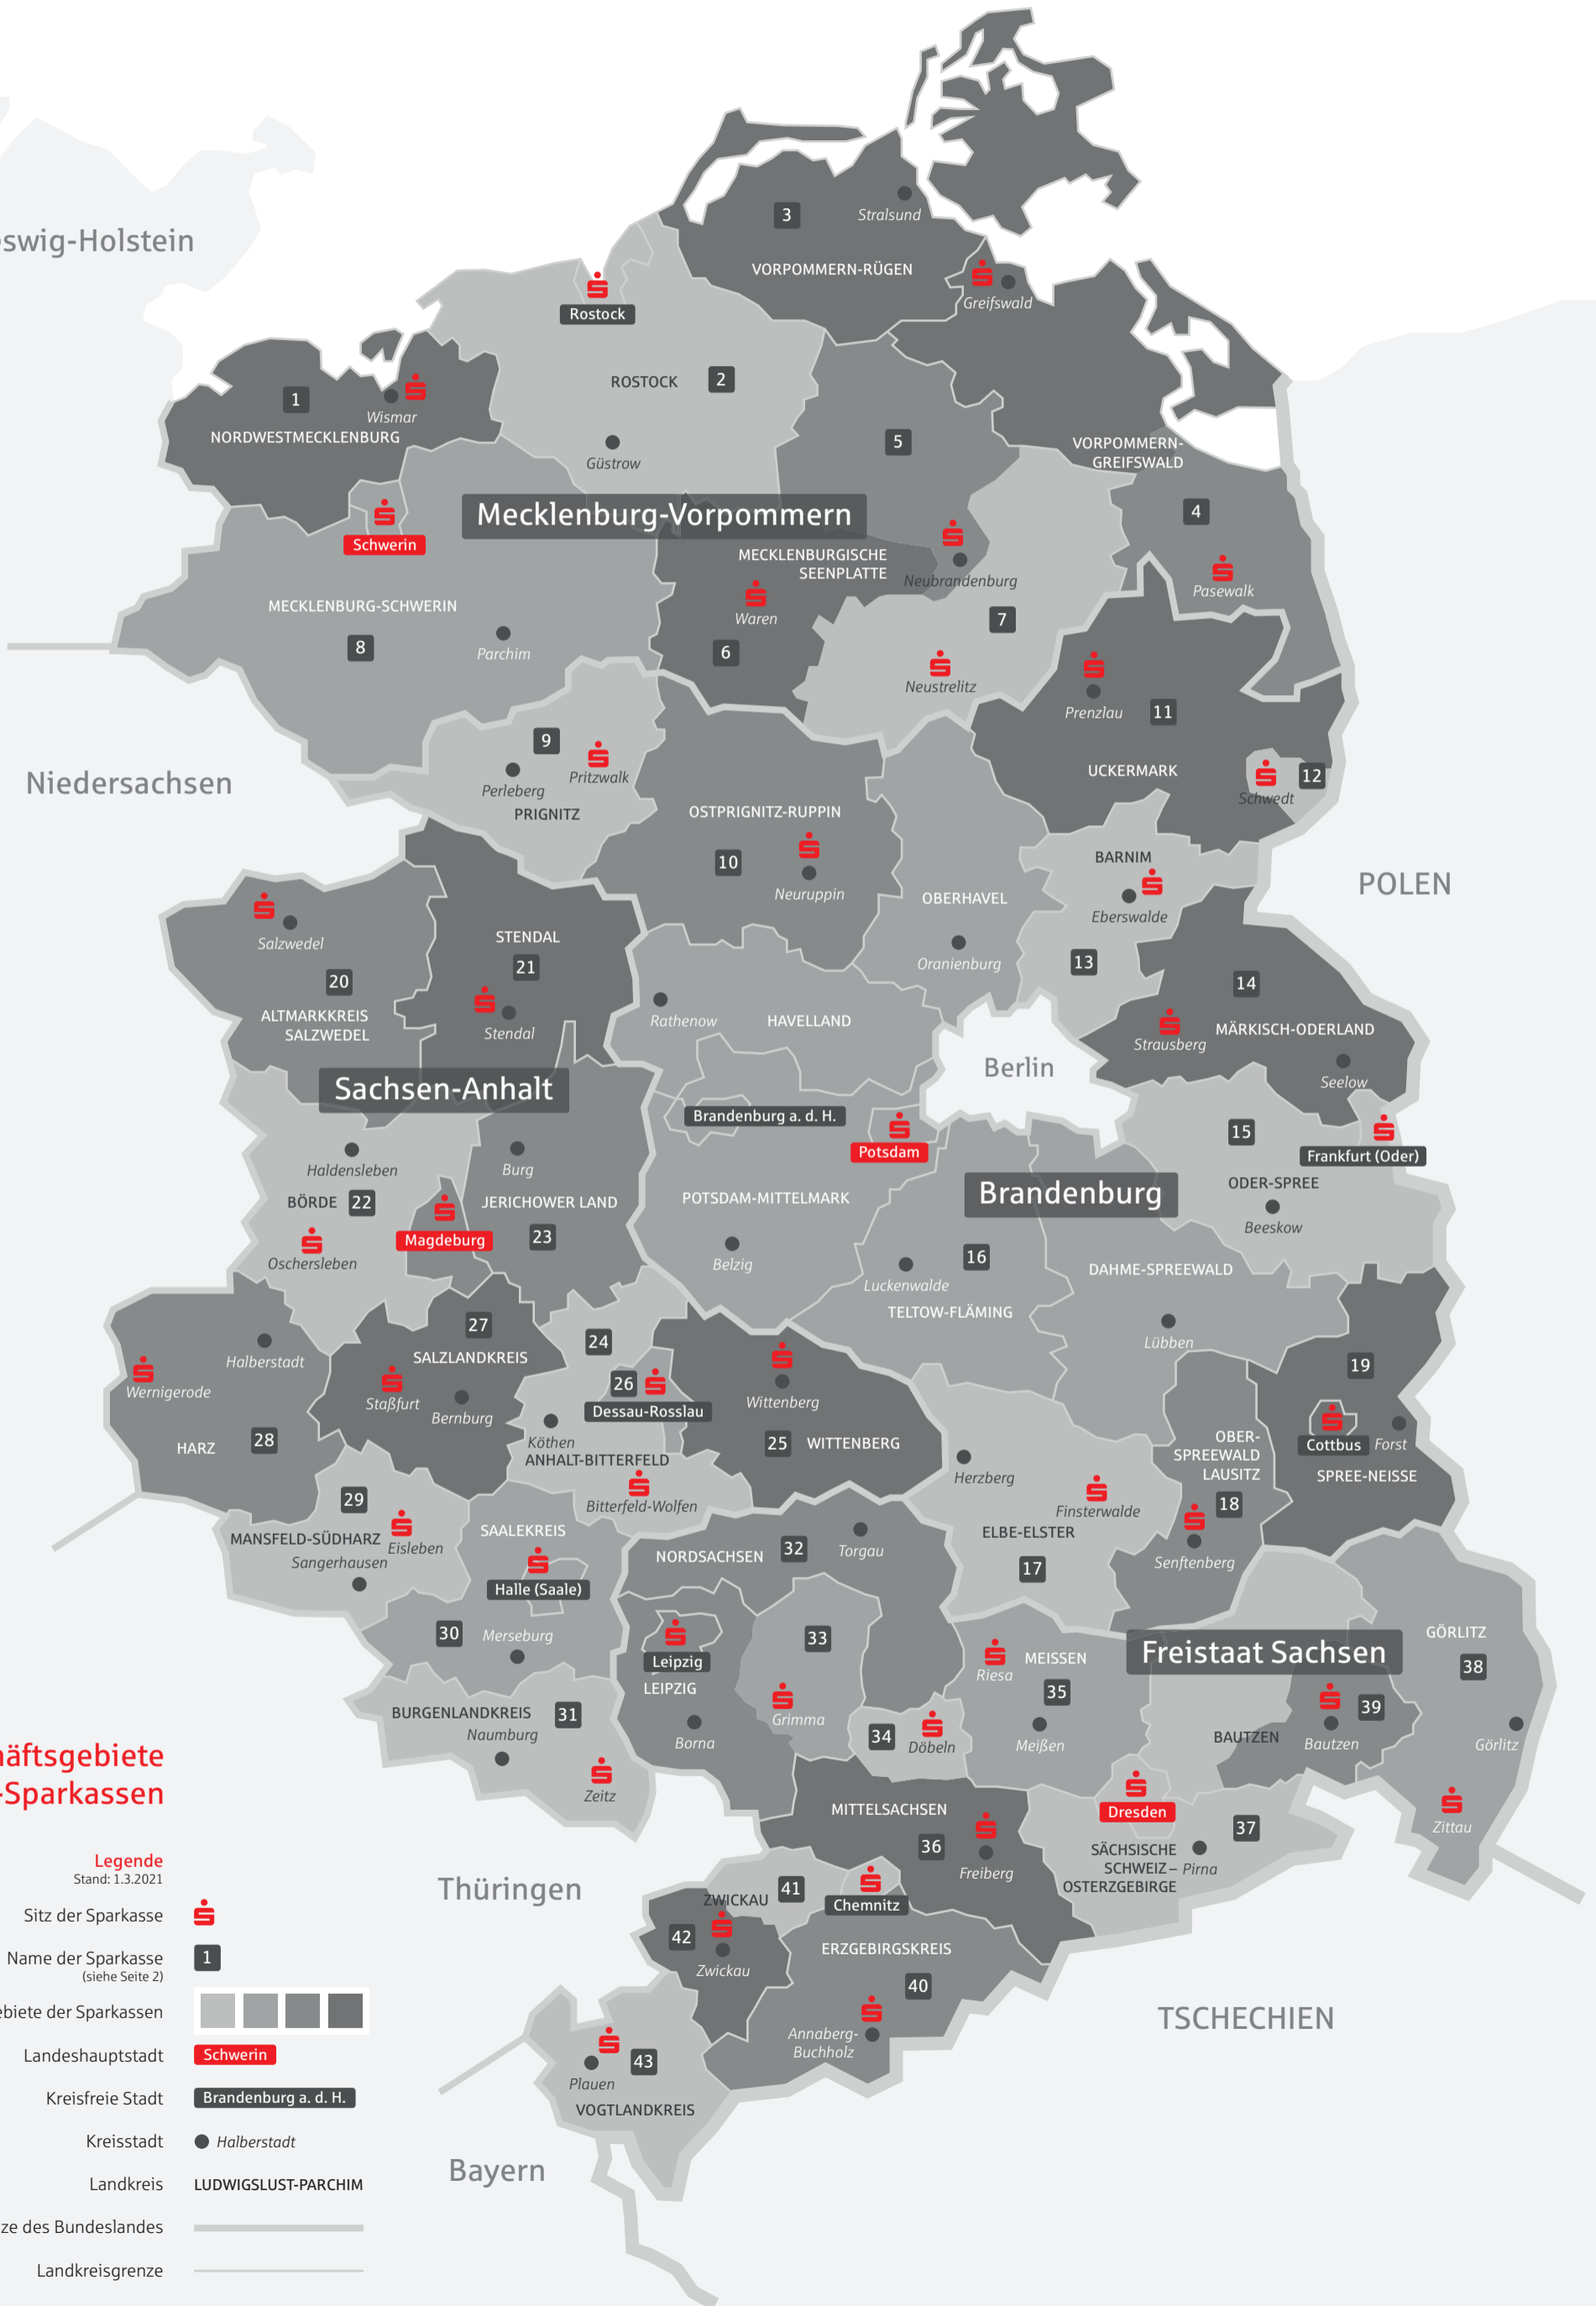 swig-Holstein
3
Stralsund
VORPOMMERN-RÜGEN
Greifswald
Rostock
ROSTOCK
2
1
Wismar
NORDWESTMECKLENBURG
Güstrow
5
VORPOMMERN-
GREIFSWALD
4
Pasewalk
Mecklenburg-Vorpommern
Schwerin
MECKLENBURGISCHE
SEENPLATTE
Neubrandenburg
Waren
6
7
Neustrelitz
MECKLENBURG-SCHWERIN
8
Parchim
Prenzlau
11
UCKERMARK
12
Schwedt
Niedersachsen
9
Pritzwalk
Perleberg
PRIGNITZ
OSTPRIGNITZ-RUPPIN
10
Neuruppin
OBERHAVEL
Oranienburg
BARNIM
Eberswalde
13
POLEN
Salzwedel
20
ALTMARKKREIS
SALZWEDEL
STENDAL
21
Stendal
Rathenow
HAVELLAND
14
MÄRKISCH-ODERLAND
Strausberg
Seelow
Berlin
Sachsen-Anhalt
Brandenburg a. d. H.
Potsdam
15
Frankfurt (Oder)
ODER-SPREE
Beeskow
Haldensleben
BÖRDE
22
Oschersleben
Magdeburg
Burg
JERICHOWER LAND
23
POTSDAM-MITTELMARK
Belzig
Brandenburg
16
Luckenwalde
TELTOW-FLÄMING
DAHME-SPREEWALD
Lübben
27
SALZLANDKREIS
Staßfurt
Bernburg
Halberstadt
Wernigerode
HARZ
28
24
26
Dessau-Rosslau
Köthen
ANHALT-BITTERFELD
Bitterfeld-Wolfen
Wittenberg
25
WITTENBERG
19
Cottbus
Forst
SPREE-NEISSE
OBER-
SPREEWALD
LAUSITZ
18
Senftenberg
Herzberg
Finsterwalde
ELBE-ELSTER
17
29
MANSFELD-SÜDHARZ
Eisleben
Sangerhausen
SAALEKREIS
Halle (Saale)
30
Merseburg
NORDSACHSEN
32
Torgau
33
Leipzig
LEIPZIG
Grimma
Borna
BURGENLANDKREIS
31
Naumburg
Zeitz
34
Döbeln
Riesa
MEISSEN
35
Meißen
Freistaat Sachsen
GÖRLITZ
38
39
BAUTZEN
Bautzen
Görlitz
Zittau
Dresden
37
SÄCHSISCHE
SCHWEIZ–
OSTERZGEBIRGE
Pirna
MITTELSACHSEN
36
Freiberg
Thüringen
41
ZWICKAU
Chemnitz
42
Zwickau
ERZGEBIRGSKREIS
40
Annaberg-
Buchholz
TSCHECHIEN
43
Plauen
VOGTLANDKREIS
Bayern
äftsgebiete
-Sparkassen
Legende
Stand: 1.3.2021
Sitz der Sparkasse
Name der Sparkasse
1
(siehe Seite 2)
ebiete der Sparkassen
Landeshauptstadt
Schwerin
Kreisfreie Stadt
Brandenburg a. d. H.
Kreisstadt
Halberstadt
Landkreis
LUDWIGSLUST-PARCHIM
ze des Bundeslandes
Landkreisgrenze